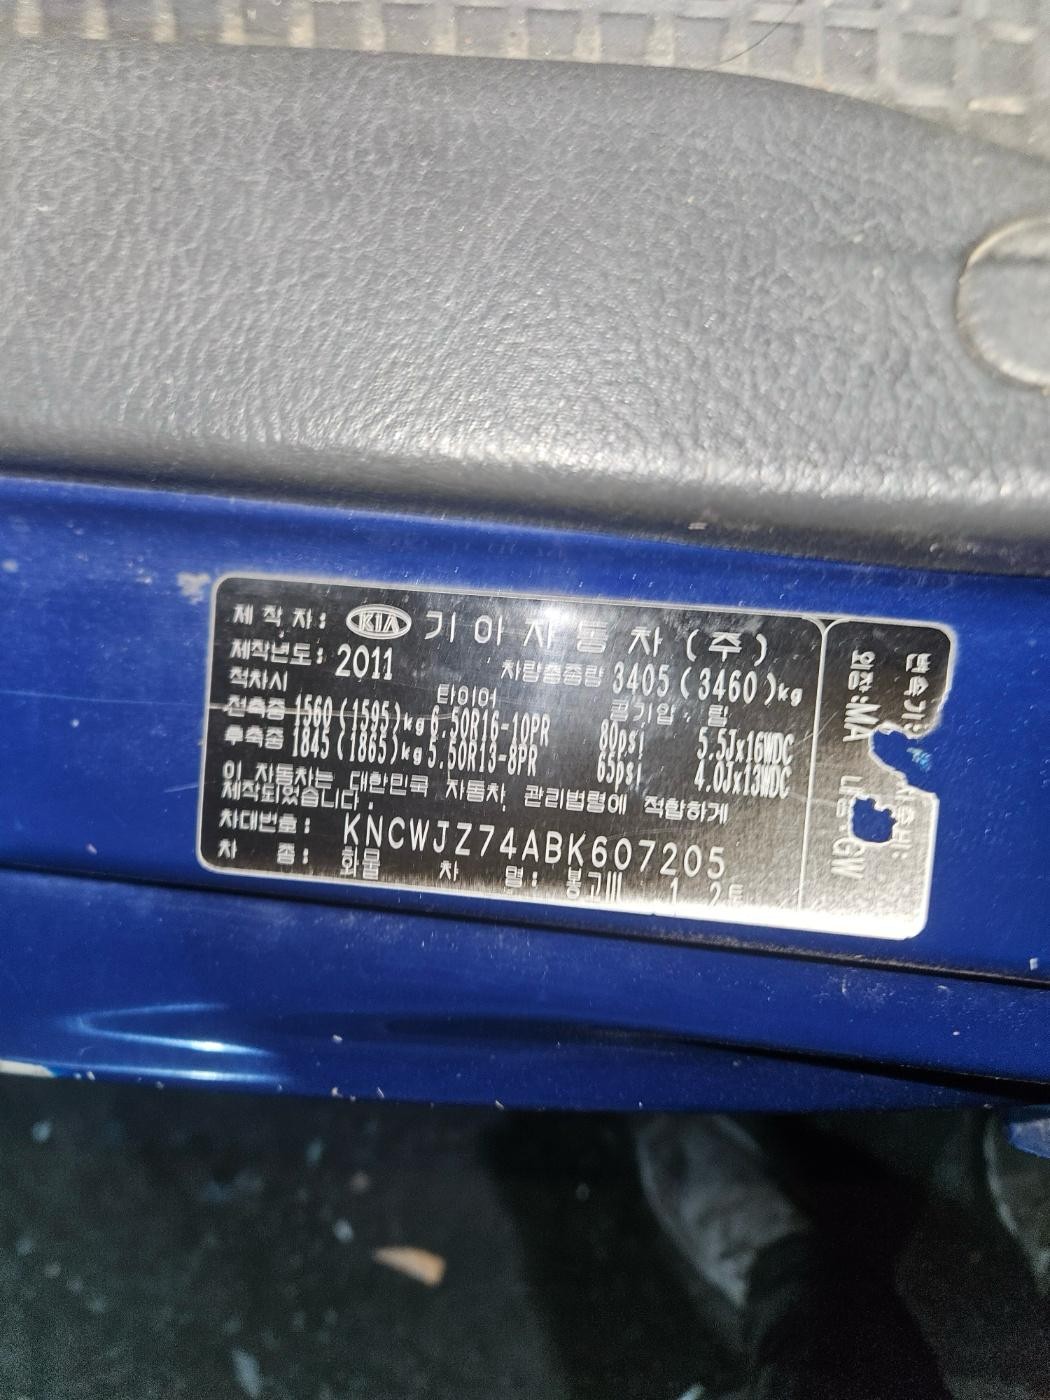 제 작 자 : KIA 기 아 자 동 차 (주)
제작년도 : 2011 차량총중량 3405 (3460 )kg
적차시 타이어 공기압 림
전축중 1560 (1595)kg 6.50R16-10PR 80psi 5.5Jx16WDC
후축중 1845 (1865)kg 5.50R13-8PR 65psi 4.0Jx13WDC
이 자동차는 대한민국 자동차 관리법령에 적합하게
제작되었습니다.
차대번호 : KNCWJZ74ABK607205
차 종 : 화물 차 명 : 봉고Ⅲ 1 . 2톤
변속기:
외장:MA
내장:GW